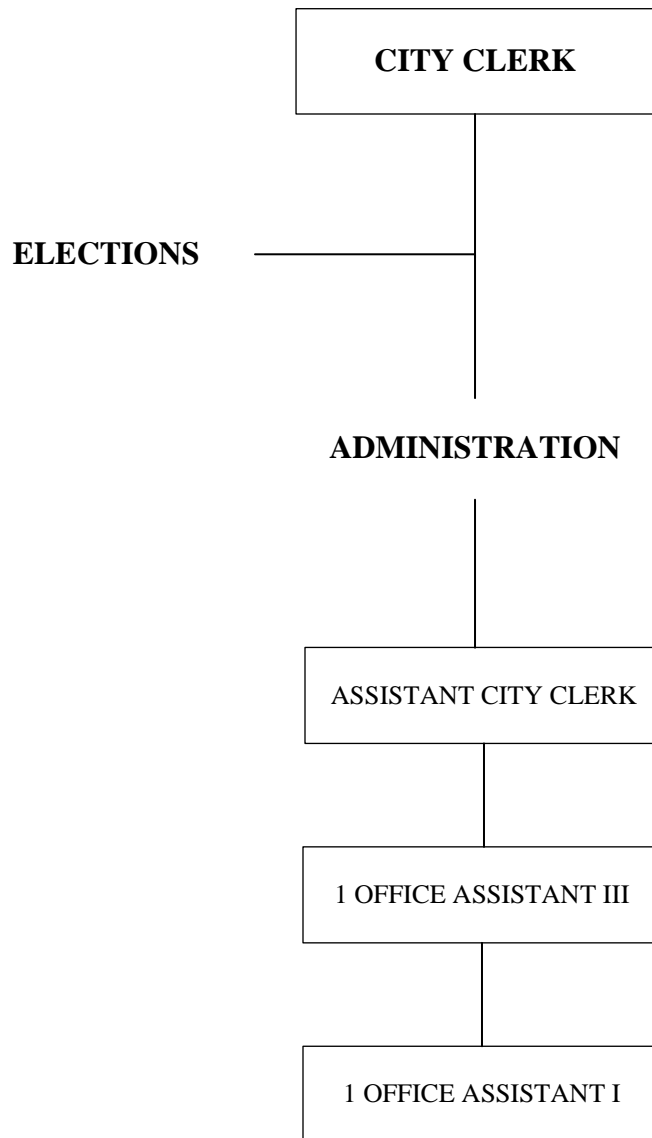 CITY CLERK
ELECTIONS
ADMINISTRATION
ASSISTANT CITY CLERK
1 OFFICE ASSISTANT III
1 OFFICE ASSISTANT I